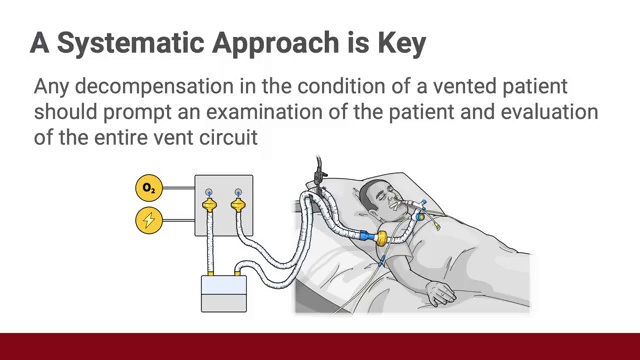 A Systematic Approach is Key
Any decompensation in the condition of a vented patient
should prompt an examination of the patient and evaluation
of the entire vent circuit
O₂